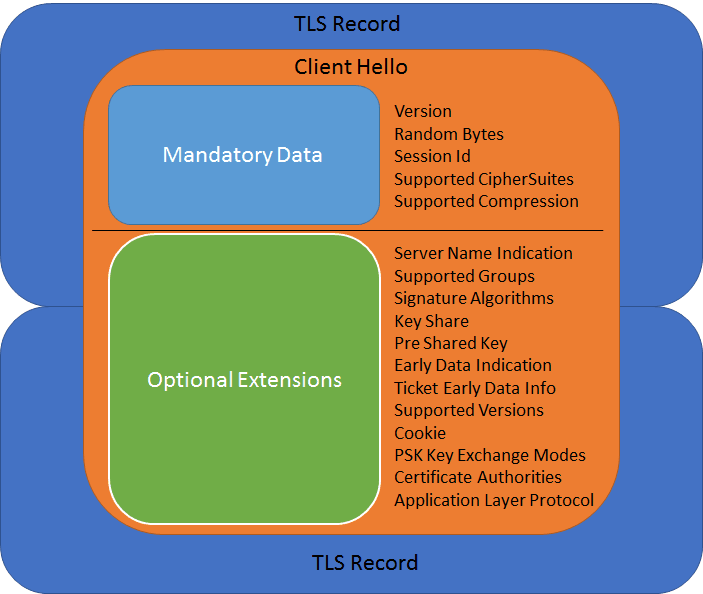 TLS Record
Client Hello
Mandatory Data
Version
Random Bytes
Session Id
Supported CipherSuites
Supported Compression
Optional Extensions
Server Name Indication
Supported Groups
Signature Algorithms
Key Share
Pre Shared Key
Early Data Indication
Ticket Early Data Info
Supported Versions
Cookie
PSK Key Exchange Modes
Certificate Authorities
Application Layer Protocol
TLS Record